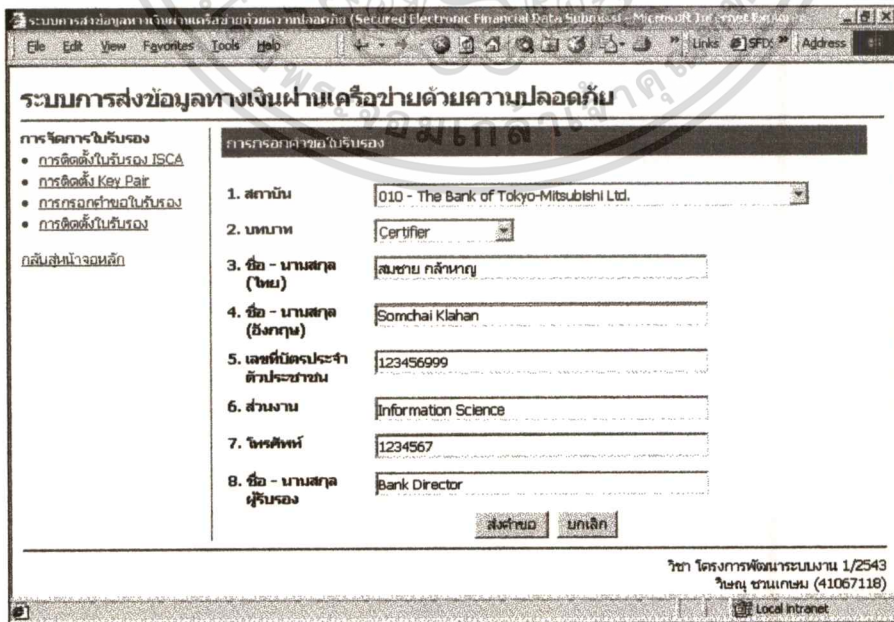 ระบบการส่งข้อมูลทางเงินผ่านเครือข่ายด้วยความปลอดภัย (Secured Electronic Financial Data Submissi - Microsoft Internet Explorer
File Edit View Favorites Tools Help Links Address
ระบบการส่งข้อมูลทางเงินผ่านเครือข่ายด้วยความปลอดภัย
การจัดการใบรับรอง
• การติดตั้งใบรับรอง ISCA
• การติดตั้ง Key Pair
• การกรอกคำขอใบรับรอง
• การติดตั้งใบรับรอง
กลับสู่หน้าจอหลัก
การกรอกคำขอใบรับรอง
1. สถาบัน 010 - The Bank of Tokyo-Mitsubishi Ltd.
2. บทบาท Certifier
3. ชื่อ - นามสกุล (ไทย) สมชาย กล้าหาญ
4. ชื่อ - นามสกุล (อังกฤษ) Somchai Klahan
5. เลขที่บัตรประจำตัวประชาชน 123456999
6. ส่วนงาน Information Science
7. โทรศัพท์ 1234567
8. ชื่อ - นามสกุล ผู้รับรอง Bank Director
ส่งคำขอ ยกเลิก
วิชา โครงการพัฒนาระบบงาน 1/2543
วิษณุ ชวนเกษม (41067118)
Local intranet